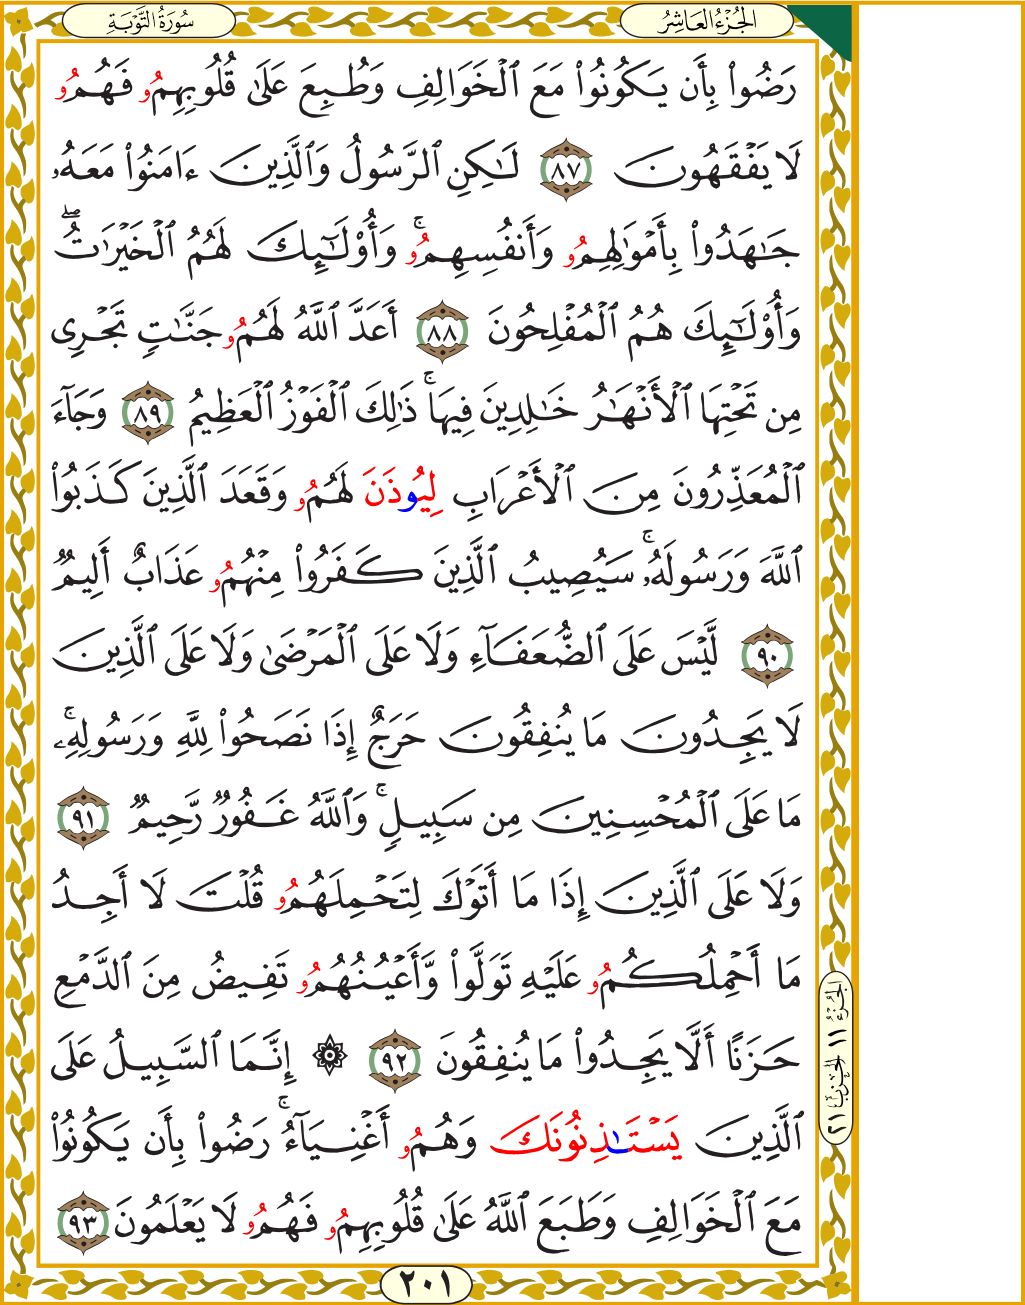 سُورَةُ التَّوْبَةِ
الجُزْءُ العَاشِرُ
رَضُوا۟ بِأَن يَكُونُوا۟ مَعَ ٱلْخَوَالِفِ وَطُبِعَ عَلَىٰ قُلُوبِهِمُۥ فَهُمُۥ
لَا يَفْقَهُونَ ٨٧ لَٰكِنِ ٱلرَّسُولُ وَٱلَّذِينَ ءَامَنُوا۟ مَعَهُۥ
جَٰهَدُوا۟ بِأَمْوَٰلِهِمُۥ وَأَنفُسِهِمُۥۚ وَأُو۟لَٰٓئِكَ لَهُمُ ٱلْخَيْرَٰتُۖ
وَأُو۟لَٰٓئِكَ هُمُ ٱلْمُفْلِحُونَ ٨٨ أَعَدَّ ٱللَّهُ لَهُمُۥ جَنَّٰتٍ تَجْرِى
مِن تَحْتِهَا ٱلْأَنْهَٰرُ خَٰلِدِينَ فِيهَاۚ ذَٰلِكَ ٱلْفَوْزُ ٱلْعَظِيمُ ٨٩ وَجَآءَ
ٱلْمُعَذِّرُونَ مِنَ ٱلْأَعْرَابِ لِيُوذَنَ لَهُمُۥ وَقَعَدَ ٱلَّذِينَ كَذَبُوا۟
ٱللَّهَ وَرَسُولَهُۥۚ سَيُصِيبُ ٱلَّذِينَ كَفَرُوا۟ مِنْهُمُۥ عَذَابٌ أَلِيمٌ
٩٠ لَّيْسَ عَلَى ٱلضُّعَفَآءِ وَلَا عَلَى ٱلْمَرْضَىٰ وَلَا عَلَى ٱلَّذِينَ
لَا يَجِدُونَ مَا يُنفِقُونَ حَرَجٌ إِذَا نَصَحُوا۟ لِلَّهِ وَرَسُولِهِۦۚ
مَا عَلَى ٱلْمُحْسِنِينَ مِن سَبِيلٍۚ وَٱللَّهُ غَفُورٌ رَّحِيمٌ ٩١
وَلَا عَلَى ٱلَّذِينَ إِذَا مَا أَتَوْكَ لِتَحْمِلَهُمُۥ قُلْتَ لَا أَجِدُ
مَا أَحْمِلُكُمُۥ عَلَيْهِ تَوَلَّوا۟ وَّأَعْيُنُهُمُۥ تَفِيضُ مِنَ ٱلدَّمْعِ
حَزَنًا أَلَّا يَجِدُوا۟ مَا يُنفِقُونَ ٩٢ ۞ إِنَّمَا ٱلسَّبِيلُ عَلَى
ٱلَّذِينَ يَسْتَٰذِنُونَكَ وَهُمُۥ أَغْنِيَآءُۚ رَضُوا۟ بِأَن يَكُونُوا۟
مَعَ ٱلْخَوَالِفِ وَطَبَعَ ٱللَّهُ عَلَىٰ قُلُوبِهِمُۥ فَهُمُۥ لَا يَعْلَمُونَ ٩٣
الجُزْءُ ١١ الحِزْبُ ٢١
٢٠١